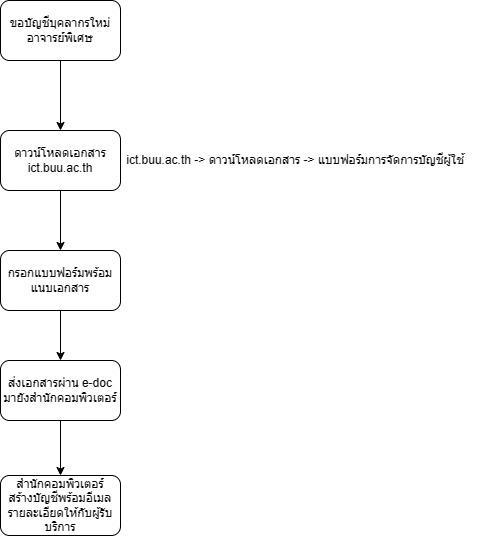 ขอบัญชีบุคลากรใหม่
อาจารย์พิเศษ
ดาวน์โหลดเอกสาร
ict.buu.ac.th
ict.buu.ac.th -> ดาวน์โหลดเอกสาร -> แบบฟอร์มการจัดการบัญชีผู้ใช้
กรอกแบบฟอร์มพร้อม
แนบเอกสาร
ส่งเอกสารผ่าน e-doc
มายังสำนักคอมพิวเตอร์
สำนักคอมพิวเตอร์
สร้างบัญชีพร้อมอีเมล
รายละเอียดให้กับผู้รับ
บริการ